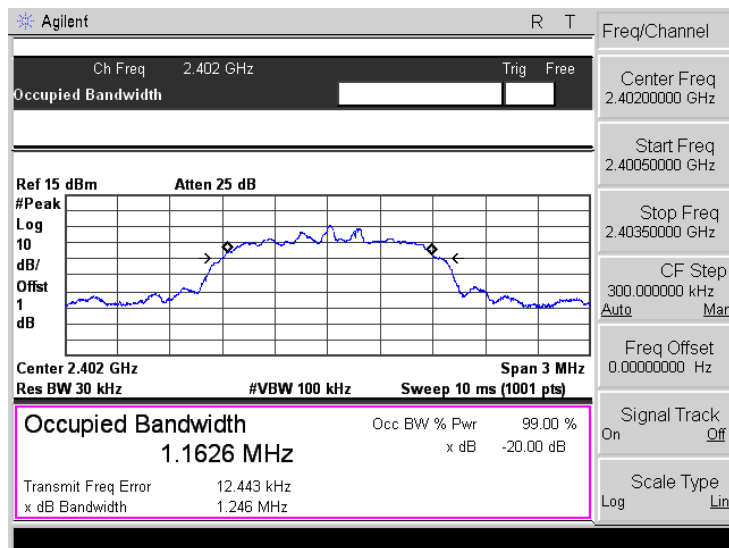 Agilent R T
Ch Freq 2.402 GHz Trig Free
Occupied Bandwidth
Ref 15 dBm Atten 25 dB
#Peak
Log
10
dB/
Offst
1
dB
Center 2.402 GHz Span 3 MHz
Res BW 30 kHz #VBW 100 kHz Sweep 10 ms (1001 pts)
Occupied Bandwidth Occ BW % Pwr 99.00 %
1.1626 MHz x dB -20.00 dB
Transmit Freq Error 12.443 kHz
x dB Bandwidth 1.246 MHz
Freq/Channel
Center Freq
2.40200000 GHz
Start Freq
2.40050000 GHz
Stop Freq
2.40350000 GHz
CF Step
300.000000 kHz
Auto Man
Freq Offset
0.00000000 Hz
Signal Track
On Off
Scale Type
Log Lin